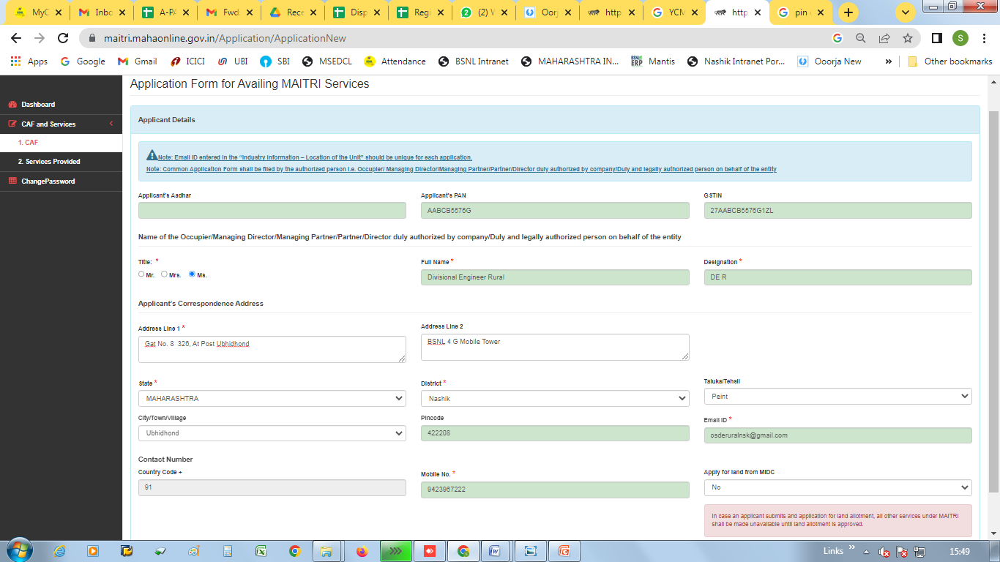 MyC
Inbc
A-PA
Fwd
Rece
Disp
Regi
(2) W
Oorj
http
YCM
http
pin
maitri.mahaonline.gov.in/Application/ApplicationNew
S
Apps
Google
Gmail
ICICI
UBI
SBI
MSEDCL
Attendance
BSNL Intranet
MAHARASHTRA IN...
Mantis
Nashik Intranet Por...
Ooorja New
Other bookmarks
Application Form for Availing MAITRI Services
Dashboard
CAF and Services
1. CAF
2. Services Provided
ChangePassword
Applicant Details
Note: Email ID entered in the “Industry Information – Location of the Unit” should be unique for each application.
Note: Common Application Form shall be filed by the authorized person i.e. Occupier/ Managing Director/Managing Partner/Partner/Director duly authorized by company/Duly and legally authorized person on behalf of the entity
Applicant's Aadhar
Applicant's PAN
GSTIN
AABCB5576G
27AABCB5576G1ZL
Name of the Occupier/Managing Director/Managing Partner/Partner/Director duly authorized by company/Duly and legally authorized person on behalf of the entity
Title: *
Full Name *
Designation *
Mr. Mrs. Ms.
Divisional Engineer Rural
DE R
Applicant's Correspondence Address
Address Line 1 *
Address Line 2
Gat No. 8 326, At Post Ubhidhond
BSNL 4 G Mobile Tower
State *
District *
Taluka/Tehsil
MAHARASHTRA
Nashik
Peint
City/Town/Village
Pincode
Email ID *
Ubhidhond
422208
osderuralnsk@gmail.com
Contact Number
Country Code +
Mobile No. *
Apply for land from MIDC
91
9423967222
No
In case an applicant submits and application for land allotment, all other services under MAITRI
shall be made unavailable until land allotment is approved.
Links
15:49